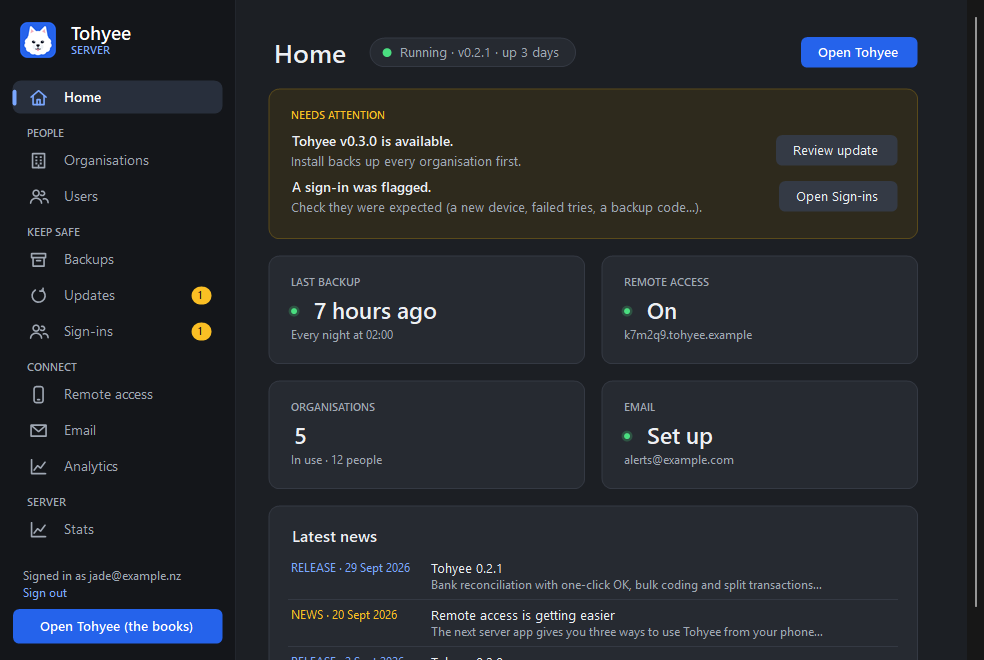 Tohyee
SERVER
Home
PEOPLE
Organisations
Users
KEEP SAFE
Backups
Updates 1
Sign-ins 1
CONNECT
Remote access
Email
Analytics
SERVER
Stats
Signed in as jade@example.nz
Sign out
Open Tohyee (the books)
Home
Running · v0.2.1 · up 3 days
Open Tohyee
NEEDS ATTENTION
Tohyee v0.3.0 is available.
Install backs up every organisation first.
Review update
A sign-in was flagged.
Check they were expected (a new device, failed tries, a backup code...).
Open Sign-ins
LAST BACKUP
7 hours ago
Every night at 02:00
REMOTE ACCESS
On
k7m2q9.tohyee.example
ORGANISATIONS
5
In use · 12 people
EMAIL
Set up
alerts@example.com
Latest news
RELEASE · 29 Sept 2026
Tohyee 0.2.1
Bank reconciliation with one-click OK, bulk coding and split transactions...
NEWS · 20 Sept 2026
Remote access is getting easier
The next server app gives you three ways to use Tohyee from your phone...